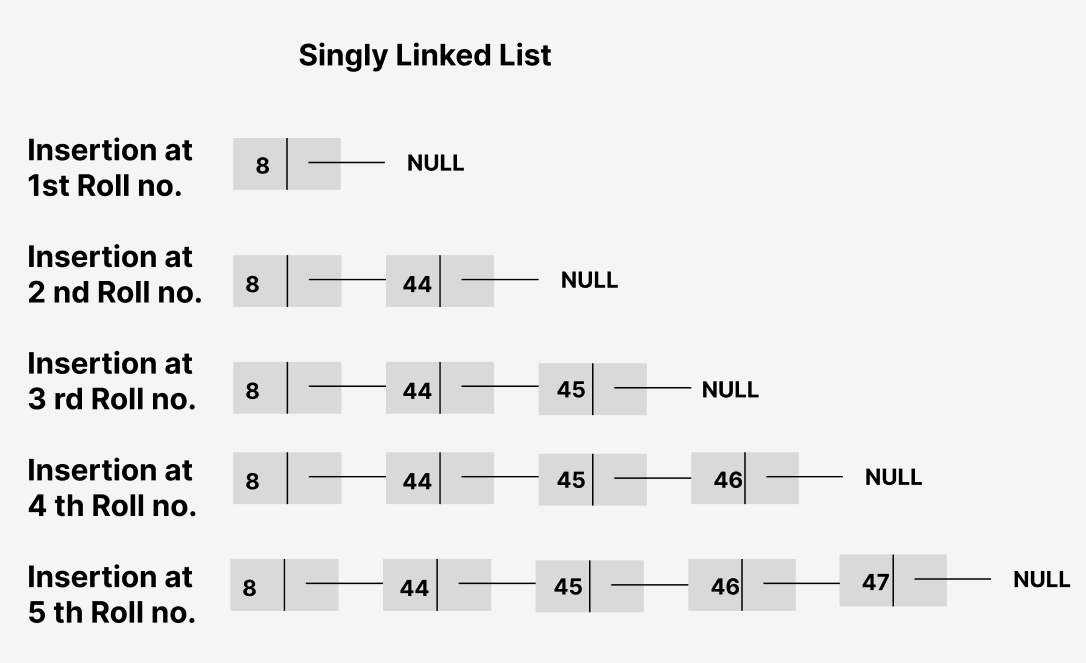 Singly Linked List
Insertion at
1st Roll no.
8 NULL
Insertion at
2 nd Roll no.
8 44 NULL
Insertion at
3 rd Roll no.
8 44 45 NULL
Insertion at
4 th Roll no.
8 44 45 46 NULL
Insertion at
5 th Roll no.
8 44 45 46 47 NULL